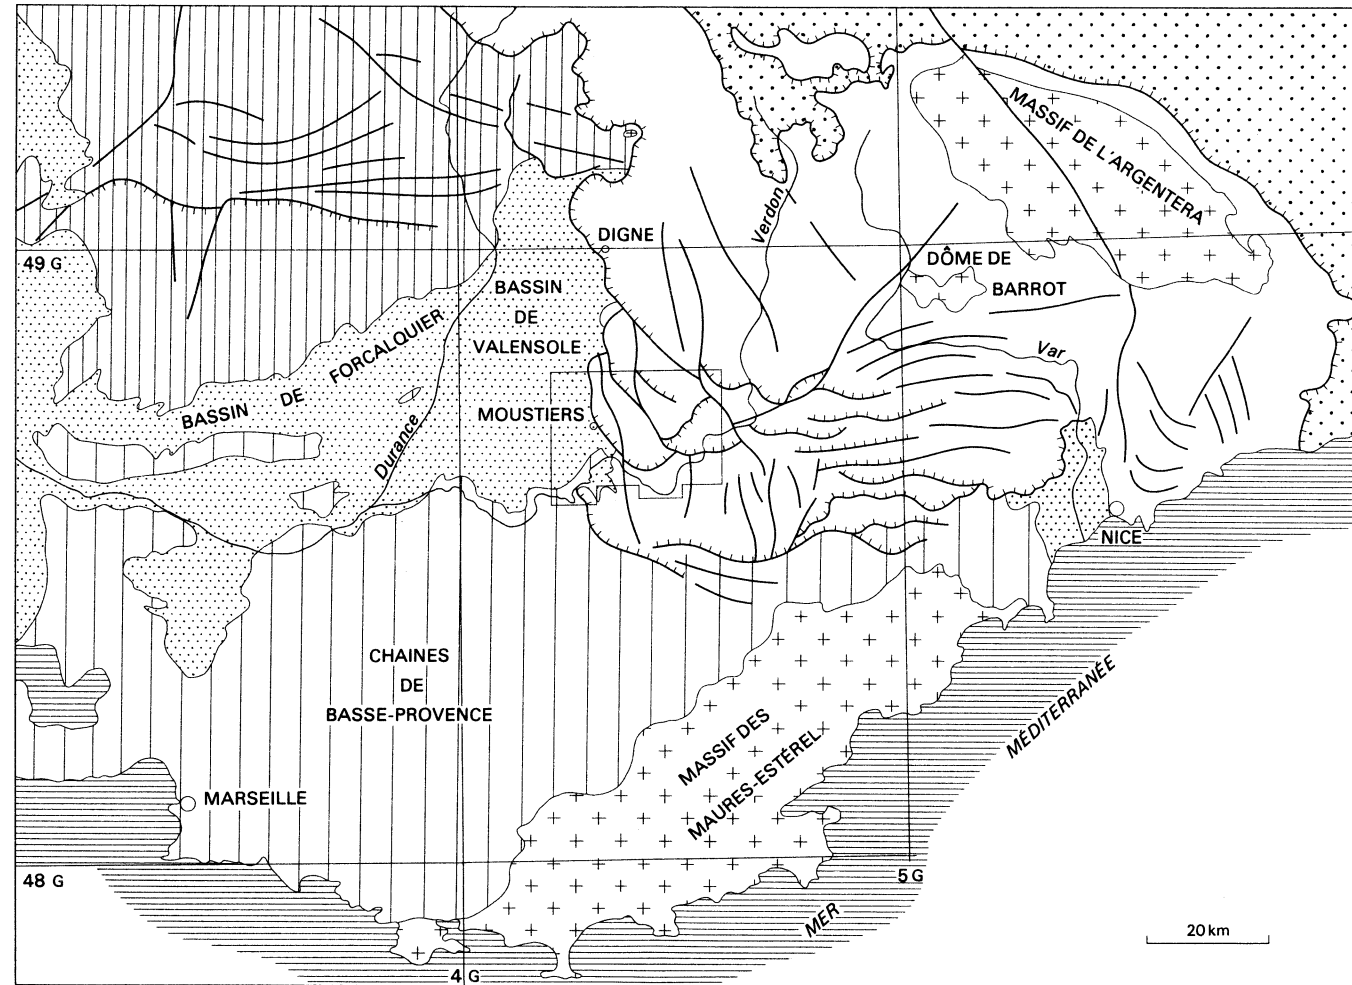 MASSIF DE L'ARGENTERA
Verdon
DIGNE
49 G
DÔME DE
BARROT
BASSIN
DE
VALENSOLE
BASSIN DE FORCALQUIER
Var
MOUSTIERS
Durance
NICE
CHAINES
DE
BASSE-PROVENCE
MÉDITERRANÉE
MASSIF DES
MAURES-ESTÉREL
MARSEILLE
48 G
5 G
MER
20 km
4 G